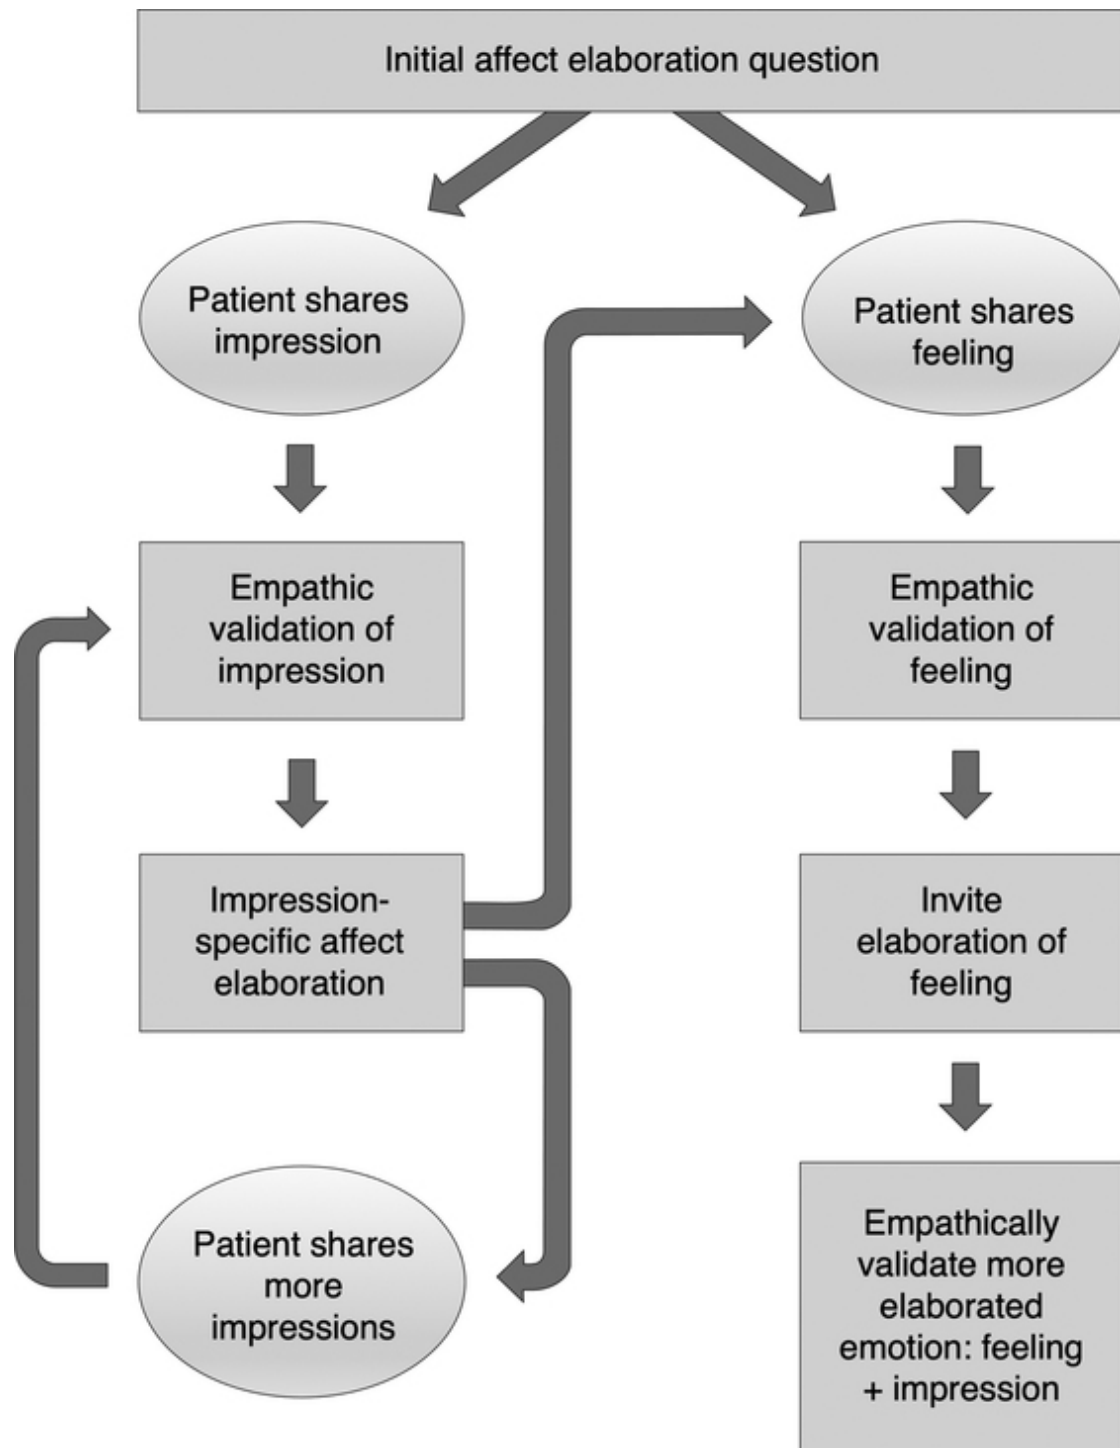 Initial affect elaboration question
Patient shares
impression
Patient shares
feeling
Empathic
validation of
impression
Empathic
validation of
feeling
Impression-
specific affect
elaboration
Invite
elaboration of
feeling
Patient shares
more
impressions
Empathically
validate more
elaborated
emotion: feeling
+ impression